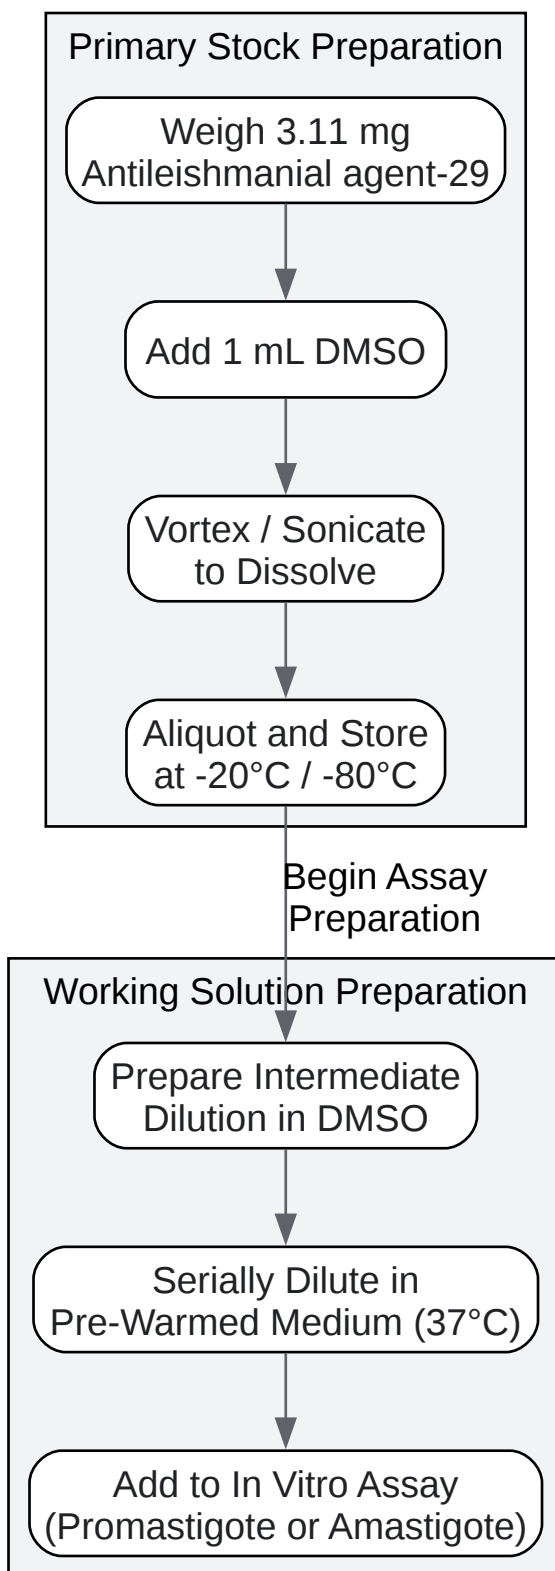 Primary Stock Preparation
Weigh 3.11 mg
Antileishmanial agent-29
Add 1 mL DMSO
Vortex / Sonicate
to Dissolve
Aliquot and Store
at -20°C / -80°C
Begin Assay
Preparation
Working Solution Preparation
Prepare Intermediate
Dilution in DMSO
Serially Dilute in
Pre-Warmed Medium (37°C)
Add to In Vitro Assay
(Promastigote or Amastigote)